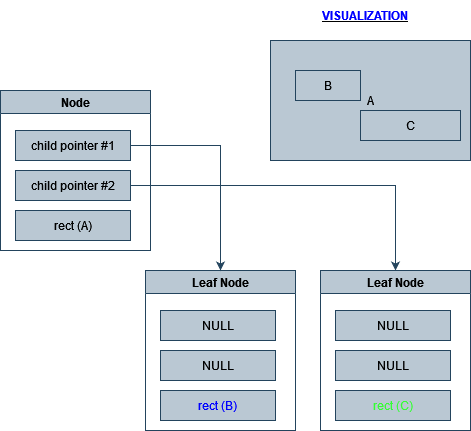 VISUALIZATION
B
A
C
Node
child pointer #1
child pointer #2
rect (A)
Leaf Node
NULL
NULL
rect (B)
Leaf Node
NULL
NULL
rect (C)